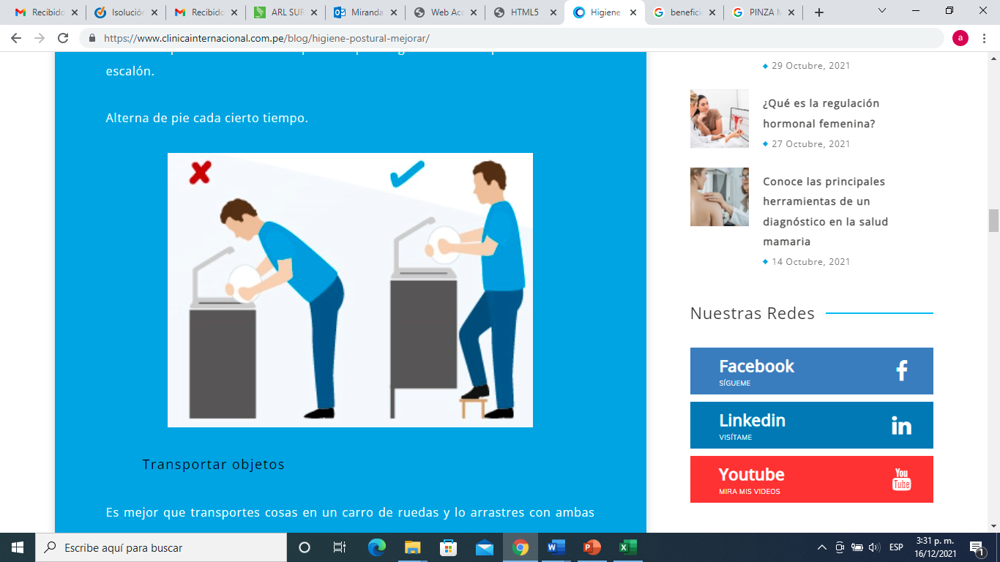 Recibido
Isolución
Recibido
ARL SUR
Miranda
Web Acc
HTML5
Higiene
benefici
PINZA M
https://www.clinicainternacional.com.pe/blog/higiene-postural-mejorar/
a
escalón.
Alterna de pie cada cierto tiempo.
Transportar objetos
Es mejor que transportes cosas en un carro de ruedas y lo arrastres con ambas
29 Octubre, 2021
¿Qué es la regulación
hormonal femenina?
27 Octubre, 2021
Conoce las principales
herramientas de un
diagnóstico en la salud
mamaria
14 Octubre, 2021
Nuestras Redes
Facebook
SÍGUEME
Linkedin
VISÍTAME
Youtube
MIRA MIS VIDEOS
You
Tube
Escribe aquí para buscar
ESP
3:31 p. m.
16/12/2021
1